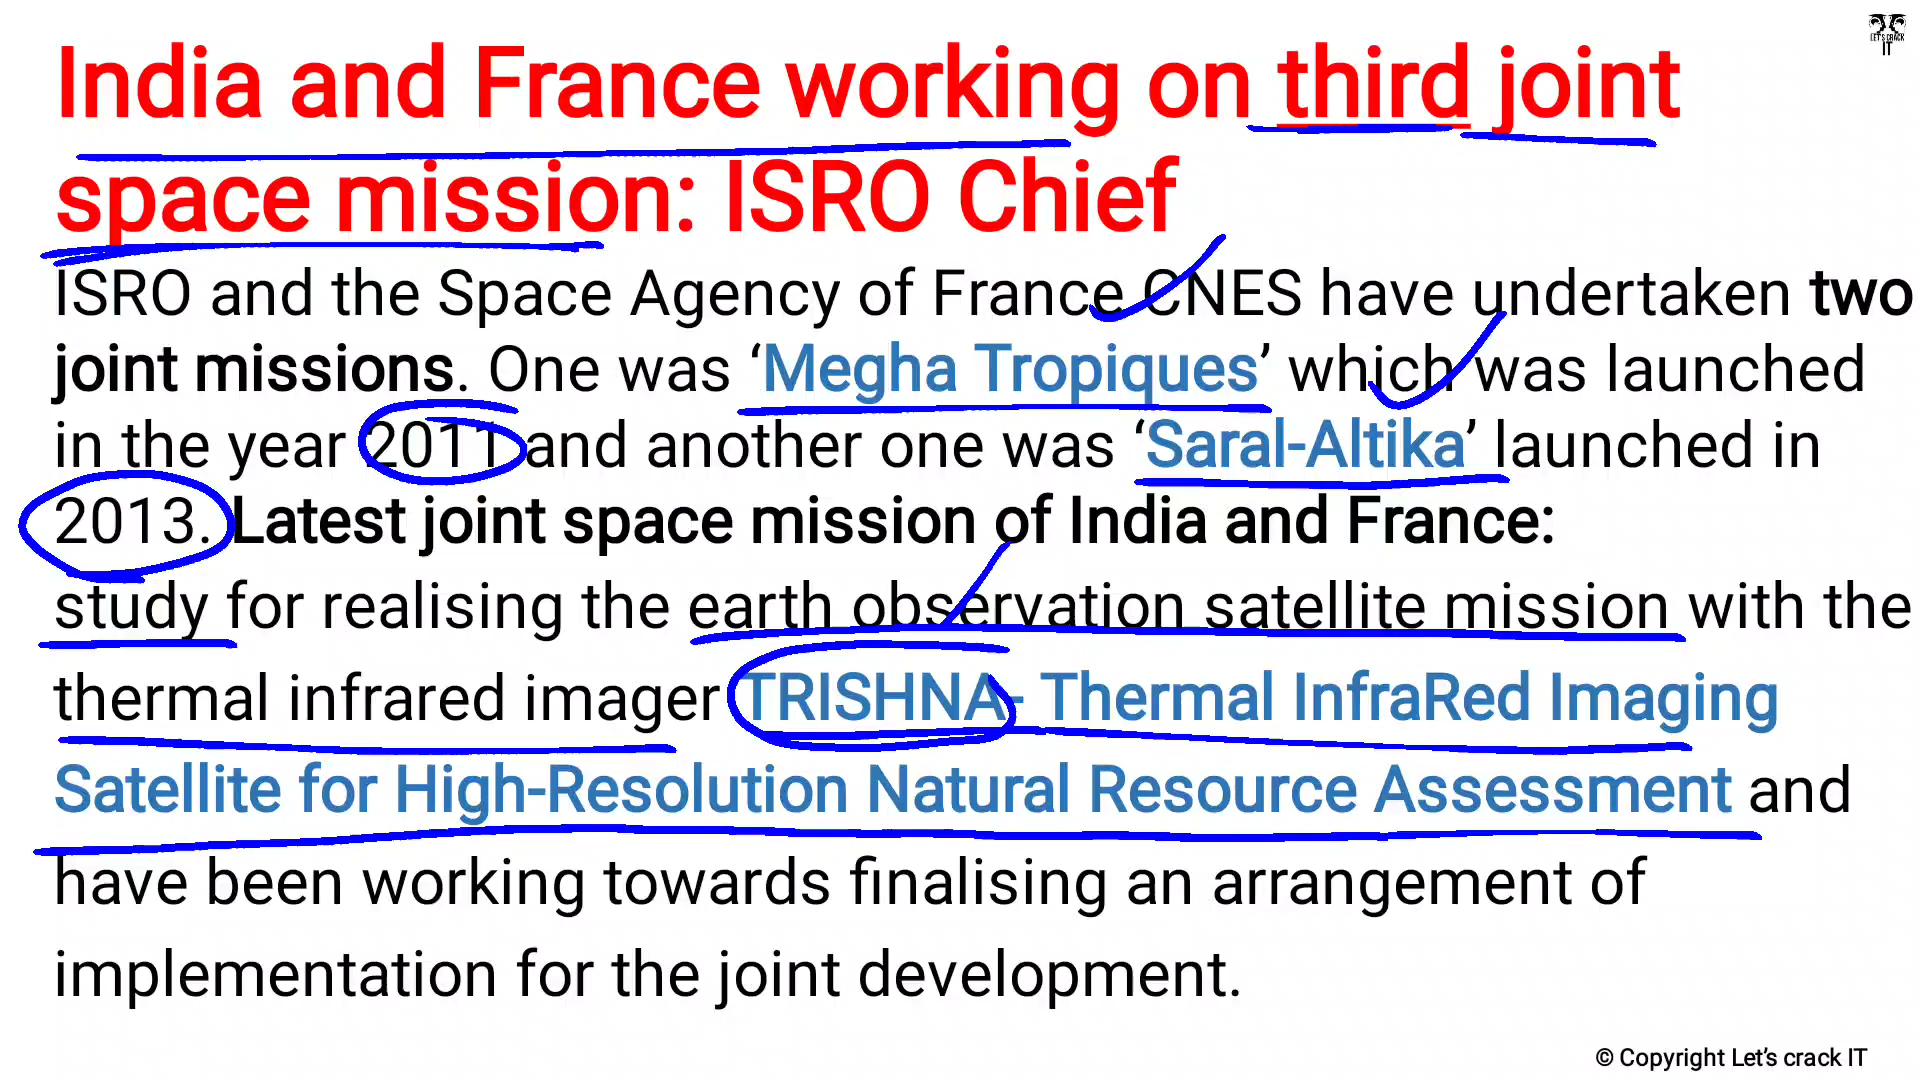 LET'S CRACK
IT
India and France working on third joint
space mission: ISRO Chief
ISRO and the Space Agency of France CNES have undertaken two
joint missions. One was ‘Megha Tropiques’ which was launched
in the year 2011 and another one was ‘Saral-Altika’ launched in
2013. Latest joint space mission of India and France:
study for realising the earth observation satellite mission with the
thermal infrared imager TRISHNA- Thermal InfraRed Imaging
Satellite for High-Resolution Natural Resource Assessment and
have been working towards finalising an arrangement of
implementation for the joint development.
© Copyright Let's crack IT